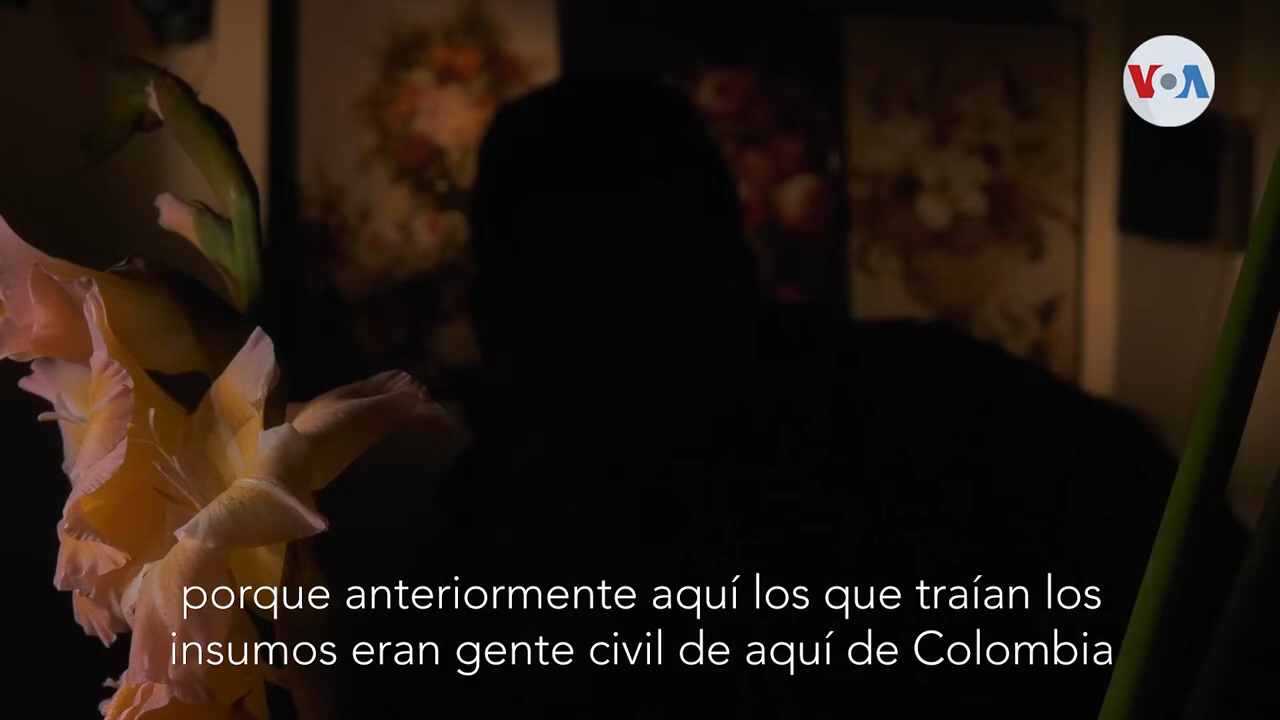 VOA
porque anteriormente aquí los que traían los
insumos eran gente civil de aquí de Colombia